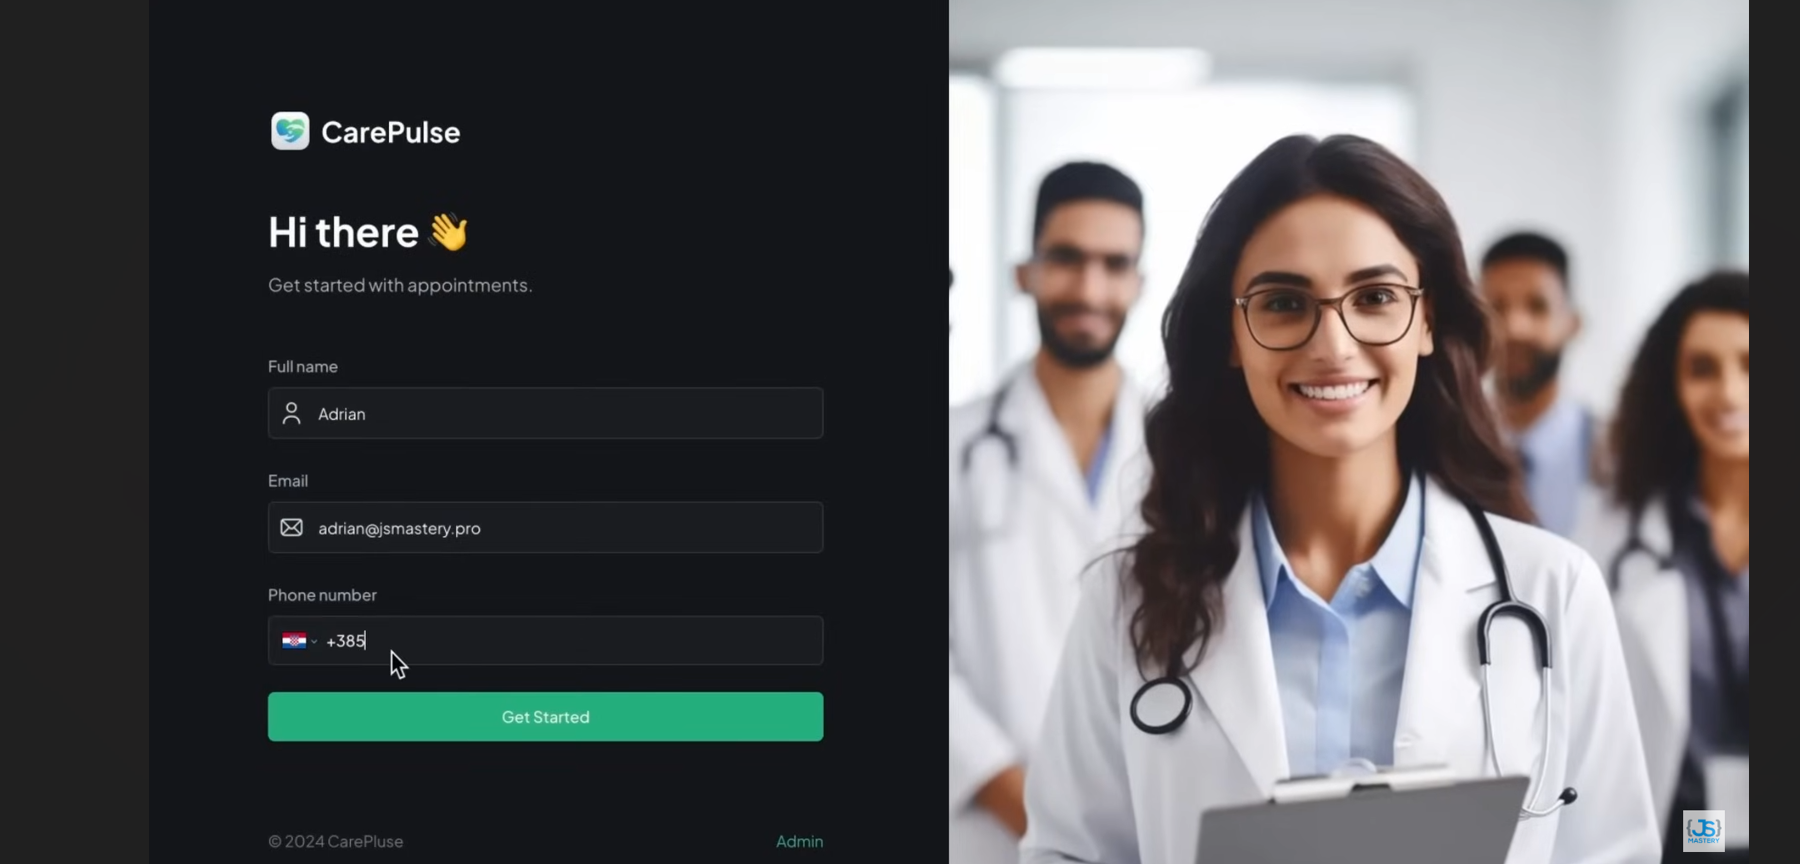 CarePulse
Hi there 👋
Get started with appointments.
Full name
Adrian
Email
adrian@jsmastery.pro
Phone number
+385
Get Started
© 2024 CarePluse
Admin
{JS}
MASTERY